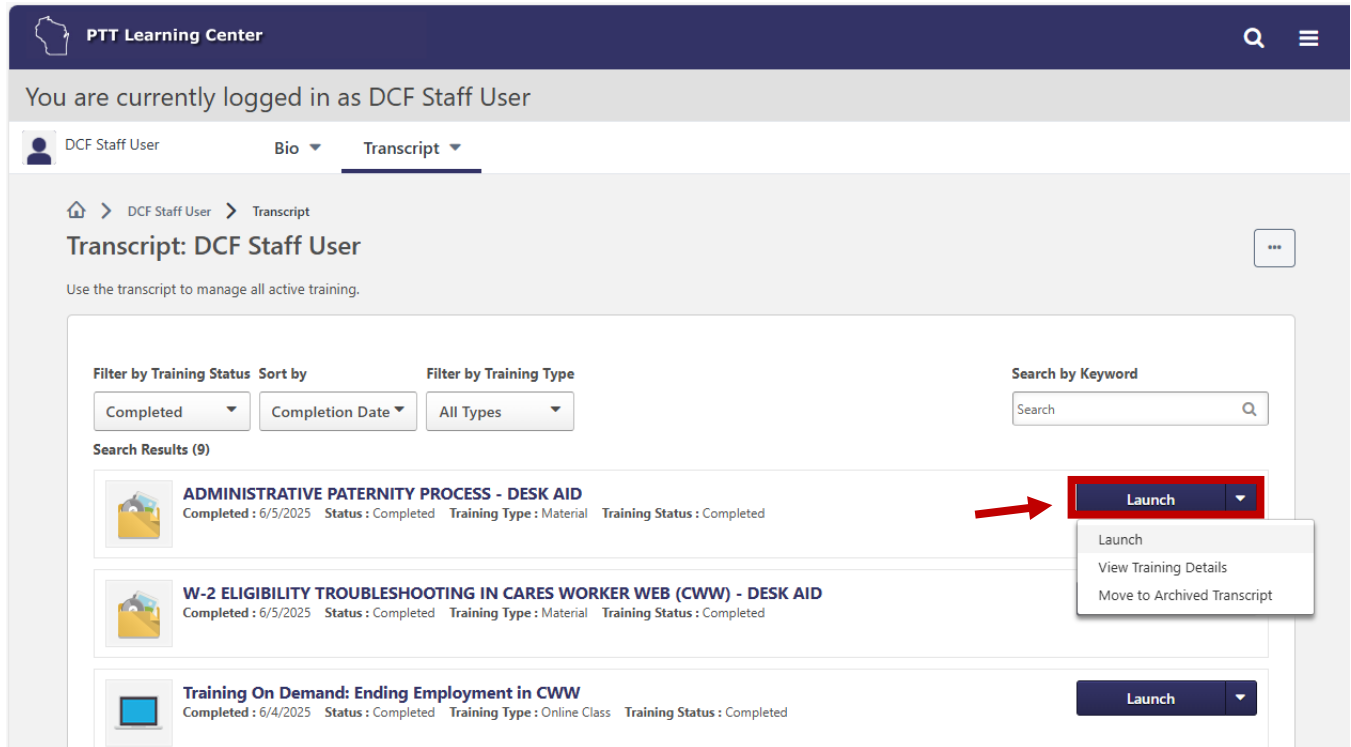 PTT Learning Center
You are currently logged in as DCF Staff User
DCF Staff User
Bio
Transcript
DCF Staff User
Transcript
Transcript: DCF Staff User
Use the transcript to manage all active training.
Filter by Training Status
Sort by
Filter by Training Type
Search by Keyword
Completed
Completion Date
All Types
Search
Search Results (9)
ADMINISTRATIVE PATERNITY PROCESS - DESK AID
Completed : 6/5/2025 Status : Completed Training Type : Material Training Status : Completed
Launch
Launch
View Training Details
Move to Archived Transcript
W-2 ELIGIBILITY TROUBLESHOOTING IN CARES WORKER WEB (CWW) - DESK AID
Completed : 6/5/2025 Status : Completed Training Type : Material Training Status : Completed
Training On Demand: Ending Employment in CWW
Completed : 6/4/2025 Status : Completed Training Type : Online Class Training Status : Completed
Launch